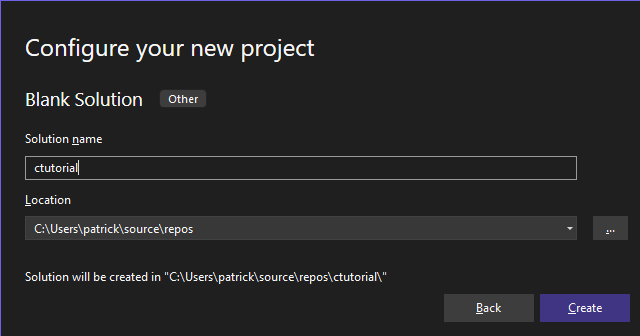 Configure your new project
Blank Solution Other
Solution name
ctutorial
Location
C:\Users\patrick\source\repos
...
Solution will be created in "C:\Users\patrick\source\repos\ctutorial\"
Back Create